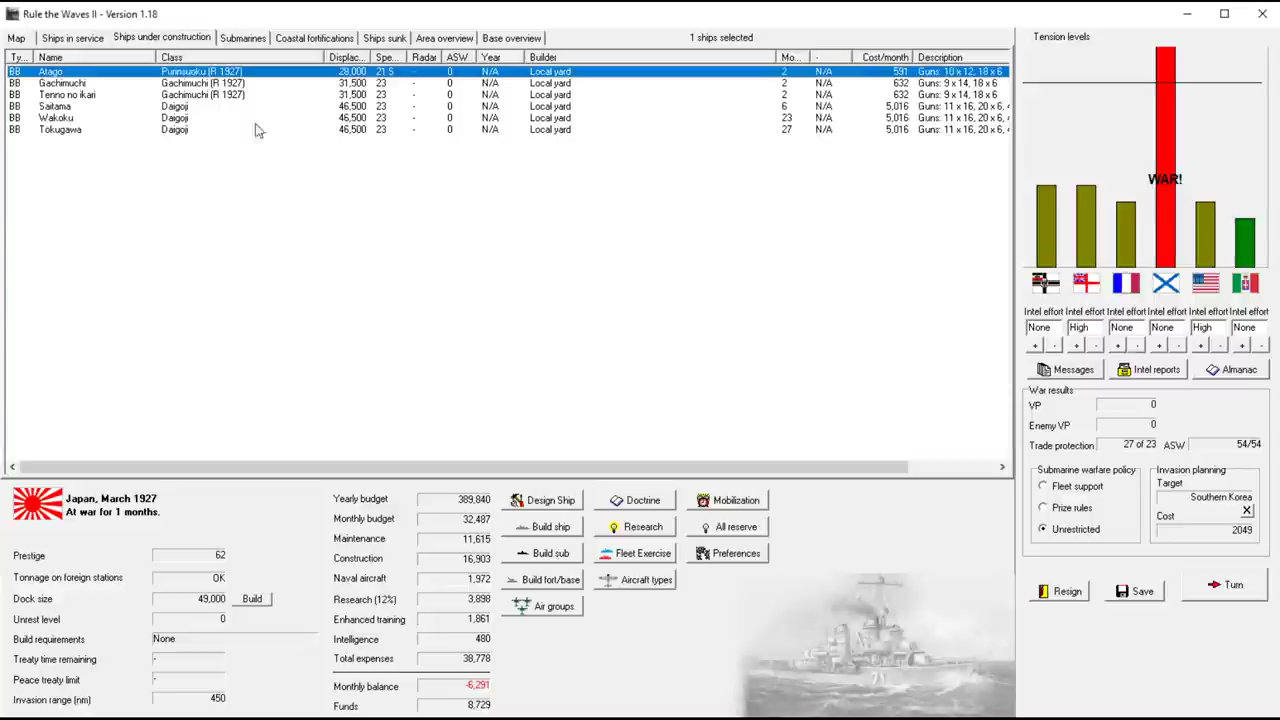 Rule the Waves II - Version 1.18
Map Ships in service Ships under construction Submarines Coastal fortifications Ships sunk Area overview Base overview 1 ships selected
Ty... Name Class Displac... Spe... Radar ASW Year Builder Mo... - Cost/month Description
BB Atago Purinsuoku (R 1927) 28,000 21 S - 0 N/A Local yard 2 N/A 591 Guns: 10 x 12, 18 x 6
BB Gachimuchi Gachimuchi (R 1927) 31,500 23 - 0 N/A Local yard 2 N/A 632 Guns: 9 x 14, 18 x 6
BB Tenno no ikari Gachimuchi (R 1927) 31,500 23 - 0 N/A Local yard 2 N/A 632 Guns: 9 x 14, 18 x 6
BB Saitama Daigoji 46,500 23 - 0 N/A Local yard 6 N/A 5,016 Guns: 11 x 16, 20 x 6, 4
BB Wakoku Daigoji 46,500 23 - 0 N/A Local yard 23 N/A 5,016 Guns: 11 x 16, 20 x 6, 4
BB Tokugawa Daigoji 46,500 23 - 0 N/A Local yard 27 N/A 5,016 Guns: 11 x 16, 20 x 6, 4
Tension levels
WAR!
Intel effort Intel effort Intel effort Intel effort Intel effort Intel effort
None High None None High None
+ - + - + - + - + - + -
Messages Intel reports Almanac
War results
VP 0
Enemy VP 0
Trade protection 27 of 23 ASW 54/54
Submarine warfare policy
Fleet support
Prize rules
Unrestricted
Invasion planning
Target
Southern Korea
X
Cost
2049
Resign Save Turn
Japan, March 1927
At war for 1 months.
Prestige 62
Tonnage on foreign stations OK
Dock size 49,000 Build
Unrest level 0
Build requirements None
Treaty time remaining -
Peace treaty limit -
Invasion range (nm) 450
Yearly budget 389,840
Monthly budget 32,487
Maintenance 11,615
Construction 16,903
Naval aircraft 1,972
Research (12%) 3,898
Enhanced training 1,861
Intelligence 480
Total expenses 38,778
Monthly balance -6,291
Funds 8,729
Design Ship Doctrine Mobilization
Build ship Research All reserve
Build sub Fleet Exercise Preferences
Build fort/base Aircraft types
Air groups